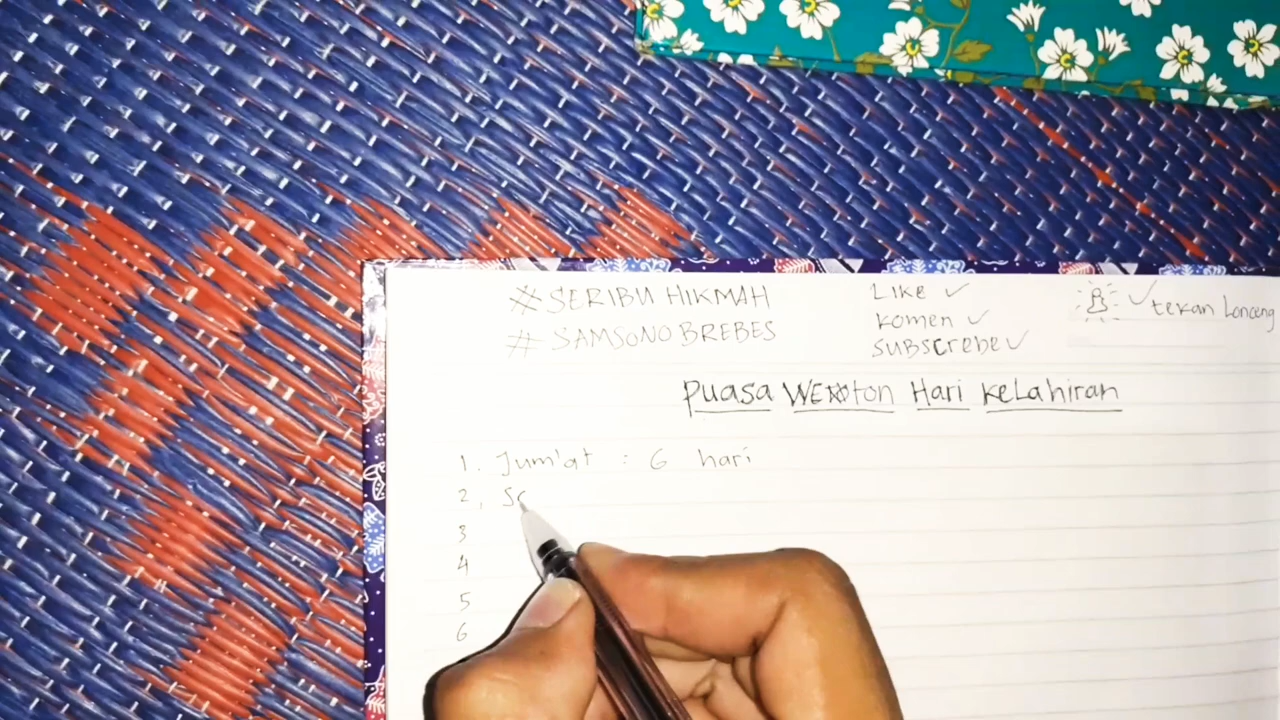 #SERIBU HIKMAH
# SAMSONO BREBES
Like ✓
Komen ✓
Subscrebe ✓
✓ tekan Lonceng
Puasa Weton Hari Kelahiran
1. Jum'at : 6 hari
2.
3
4
5
6